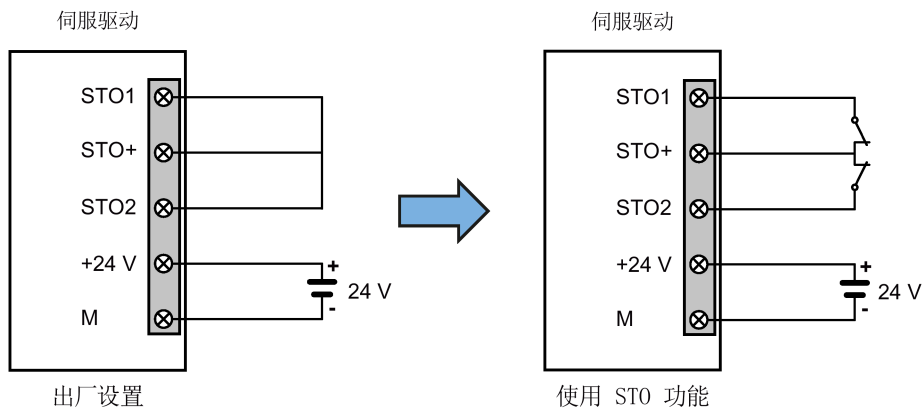 伺服驱动
STO1
STO+
STO2
+24 V
M
+
24 V
-
出厂设置
伺服驱动
STO1
STO+
STO2
+24 V
M
+
24 V
-
使用 STO 功能